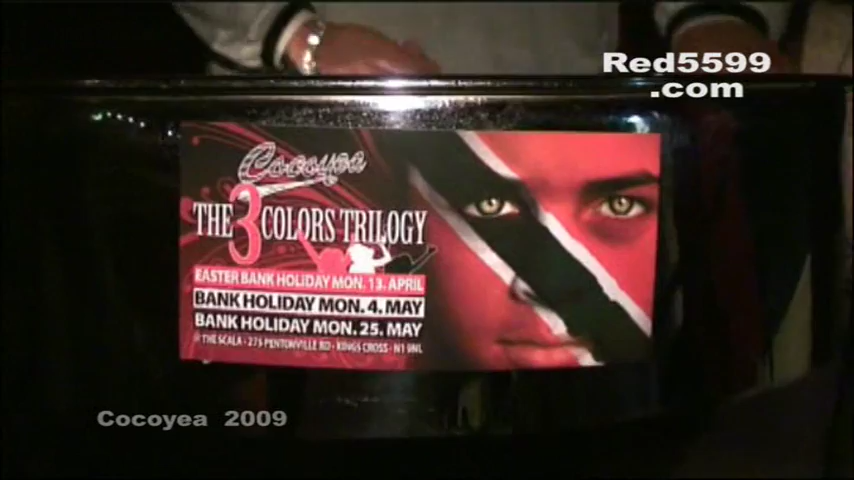 Red5599
.com
Cocoyea
THE 3 COLORS TRILOGY
EASTER BANK HOLIDAY MON. 13. APRIL
BANK HOLIDAY MON. 4. MAY
BANK HOLIDAY MON. 25. MAY
@ THE SCALA - 275 PENTONVILLE RD - KINGS CROSS - N1 9NL
Cocoyea 2009